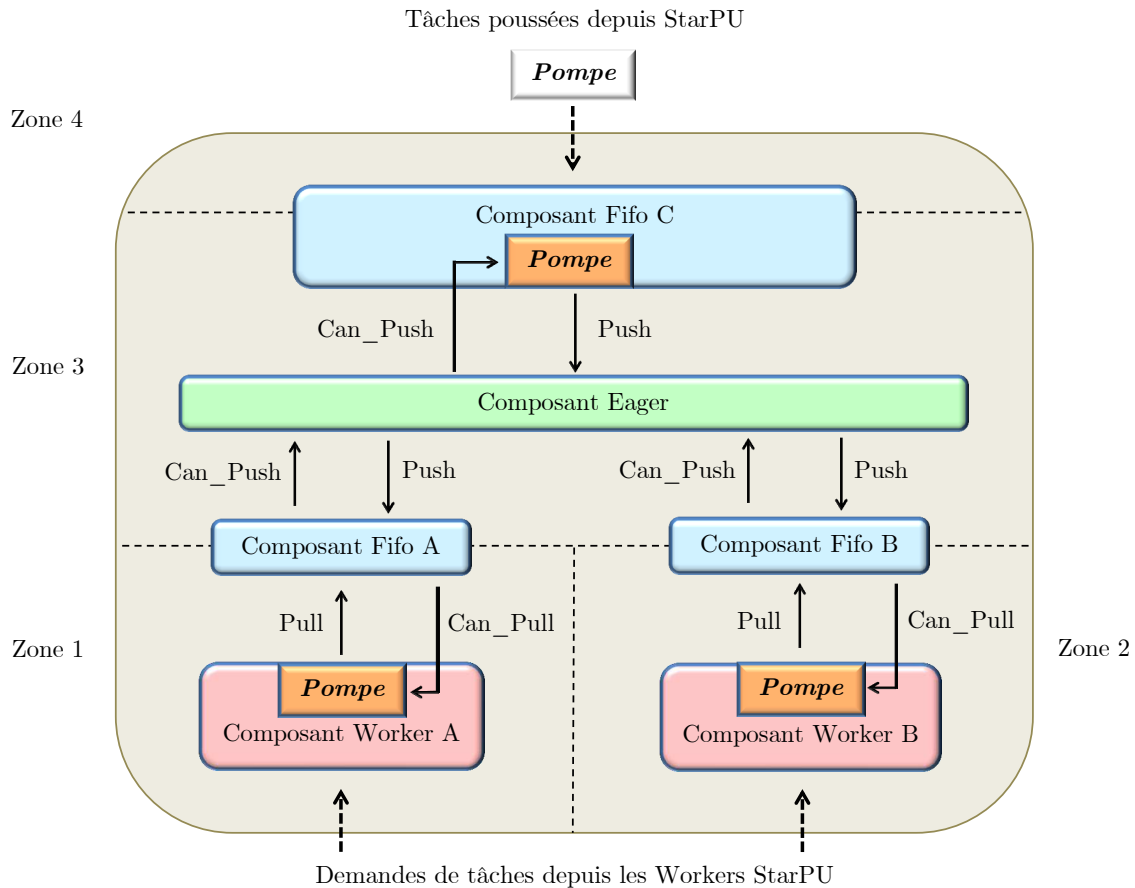 Tâches poussées depuis StarPU
Pompe
Zone 4
Composant Fifo C
Pompe
Can_Push
Push
Zone 3
Composant Eager
Can_Push
Push
Can_Push
Push
Composant Fifo A
Composant Fifo B
Pull
Can_Pull
Pull
Can_Pull
Zone 1
Zone 2
Pompe
Pompe
Composant Worker A
Composant Worker B
Demandes de tâches depuis les Workers StarPU